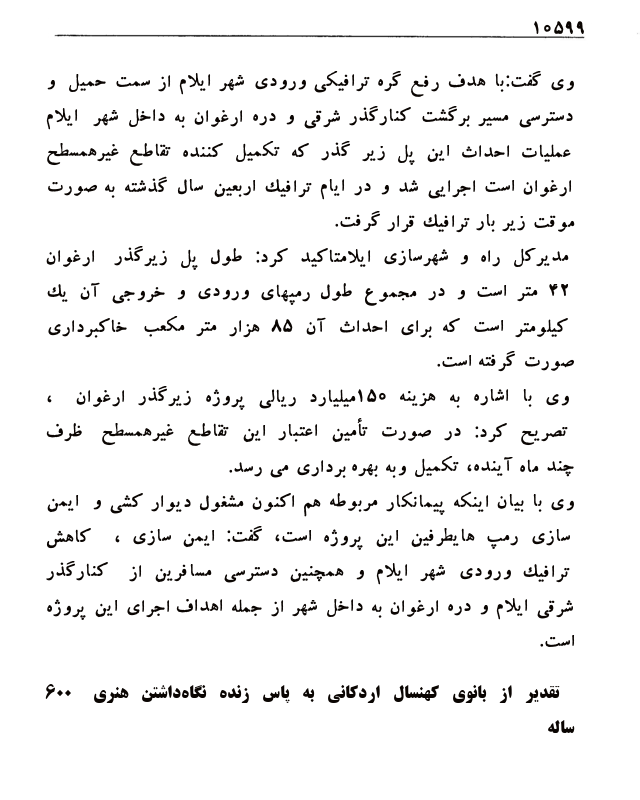 ۱۰۵۹۹
وی گفت:با هدف رفع گره ترافیکی ورودی شهر ایلام از سمت حمیل و
دسترسی مسیر برگشت کنارگذر شرقی و دره ارغوان به داخل شهر ایلام
عملیات احداث این پل زیر گذر که تکمیل کننده تقاطع غیرهمسطح
ارغوان است اجرایی شد و در ایام ترافیك اربعین سال گذشته به صورت
موقت زیر بار ترافیك قرار گرفت.
مدیرکل راه و شهرسازی ایلامتاکید کرد: طول پل زیرگذر ارغوان
۴۲ متر است و در مجموع طول رمپهای ورودی و خروجی آن یك
کیلومتر است که برای احداث آن ۸۵ هزار متر مکعب خاکبرداری
صورت گرفته است.
وی با اشاره به هزینه ۱۵۰میلیارد ریالی پروژه زیرگذر ارغوان ،
تصریح کرد: در صورت تأمین اعتبار این تقاطع غیرهمسطح ظرف
چند ماه آینده، تکمیل وبه بهره برداری می رسد.
وی با بیان اینکه پیمانکار مربوطه هم اکنون مشغول دیوار کشی و ایمن
سازی رمپ هایطرفین این پروژه است، گفت: ایمن سازی ، کاهش
ترافیك ورودی شهر ایلام و همچنین دسترسی مسافرین از کنارگذر
شرقی ایلام و دره ارغوان به داخل شهر از جمله اهداف اجرای این پروژه
است.
تقدیر از بانوی کهنسال اردکانی به پاس زنده نگاه‌داشتن هنری ۶۰۰
ساله